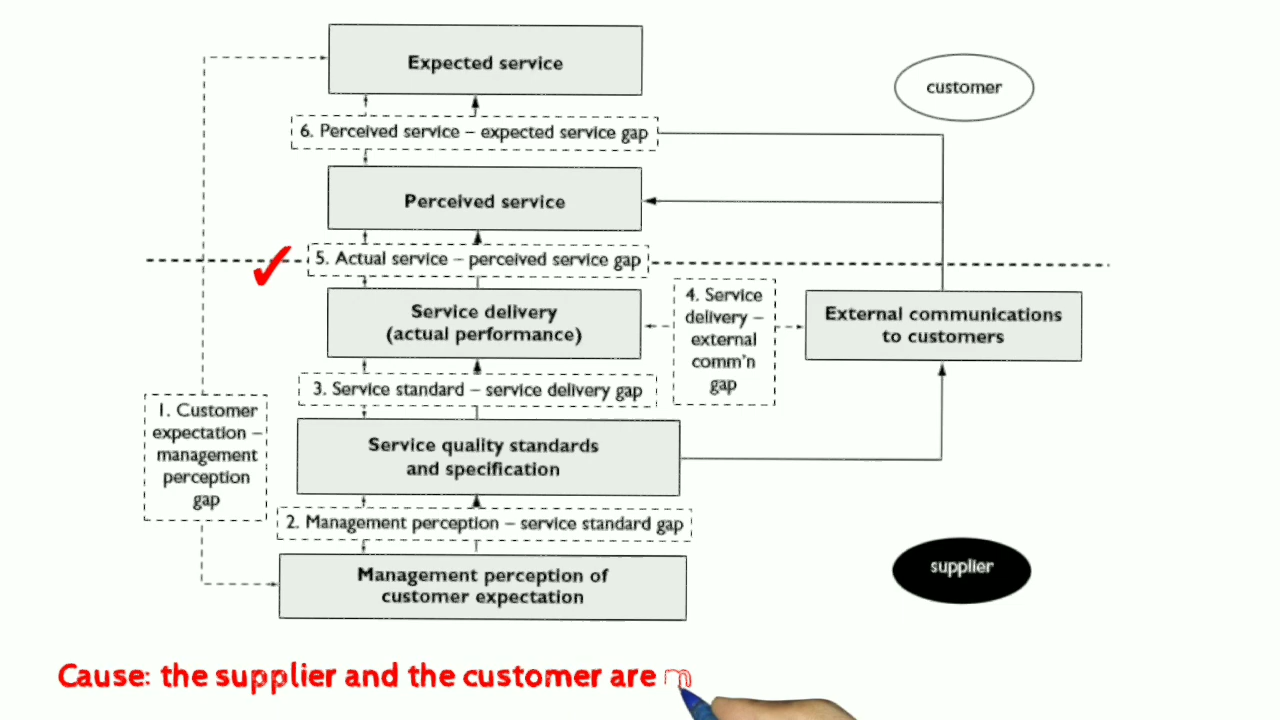 Expected service
customer
6. Perceived service – expected service gap
Perceived service
5. Actual service – perceived service gap
Service delivery
(actual performance)
4. Service
delivery –
external
comm'n
gap
External communications
to customers
3. Service standard – service delivery gap
1. Customer
expectation –
management
perception
gap
Service quality standards
and specification
2. Management perception – service standard gap
supplier
Management perception of
customer expectation
Cause: the supplier and the customer are